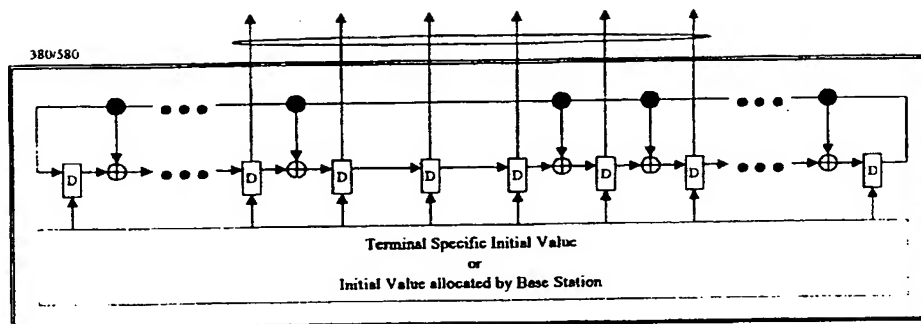 380/580
D D D D D D D D
Terminal Specific Initial Value
or
Initial Value allocated by Base Station